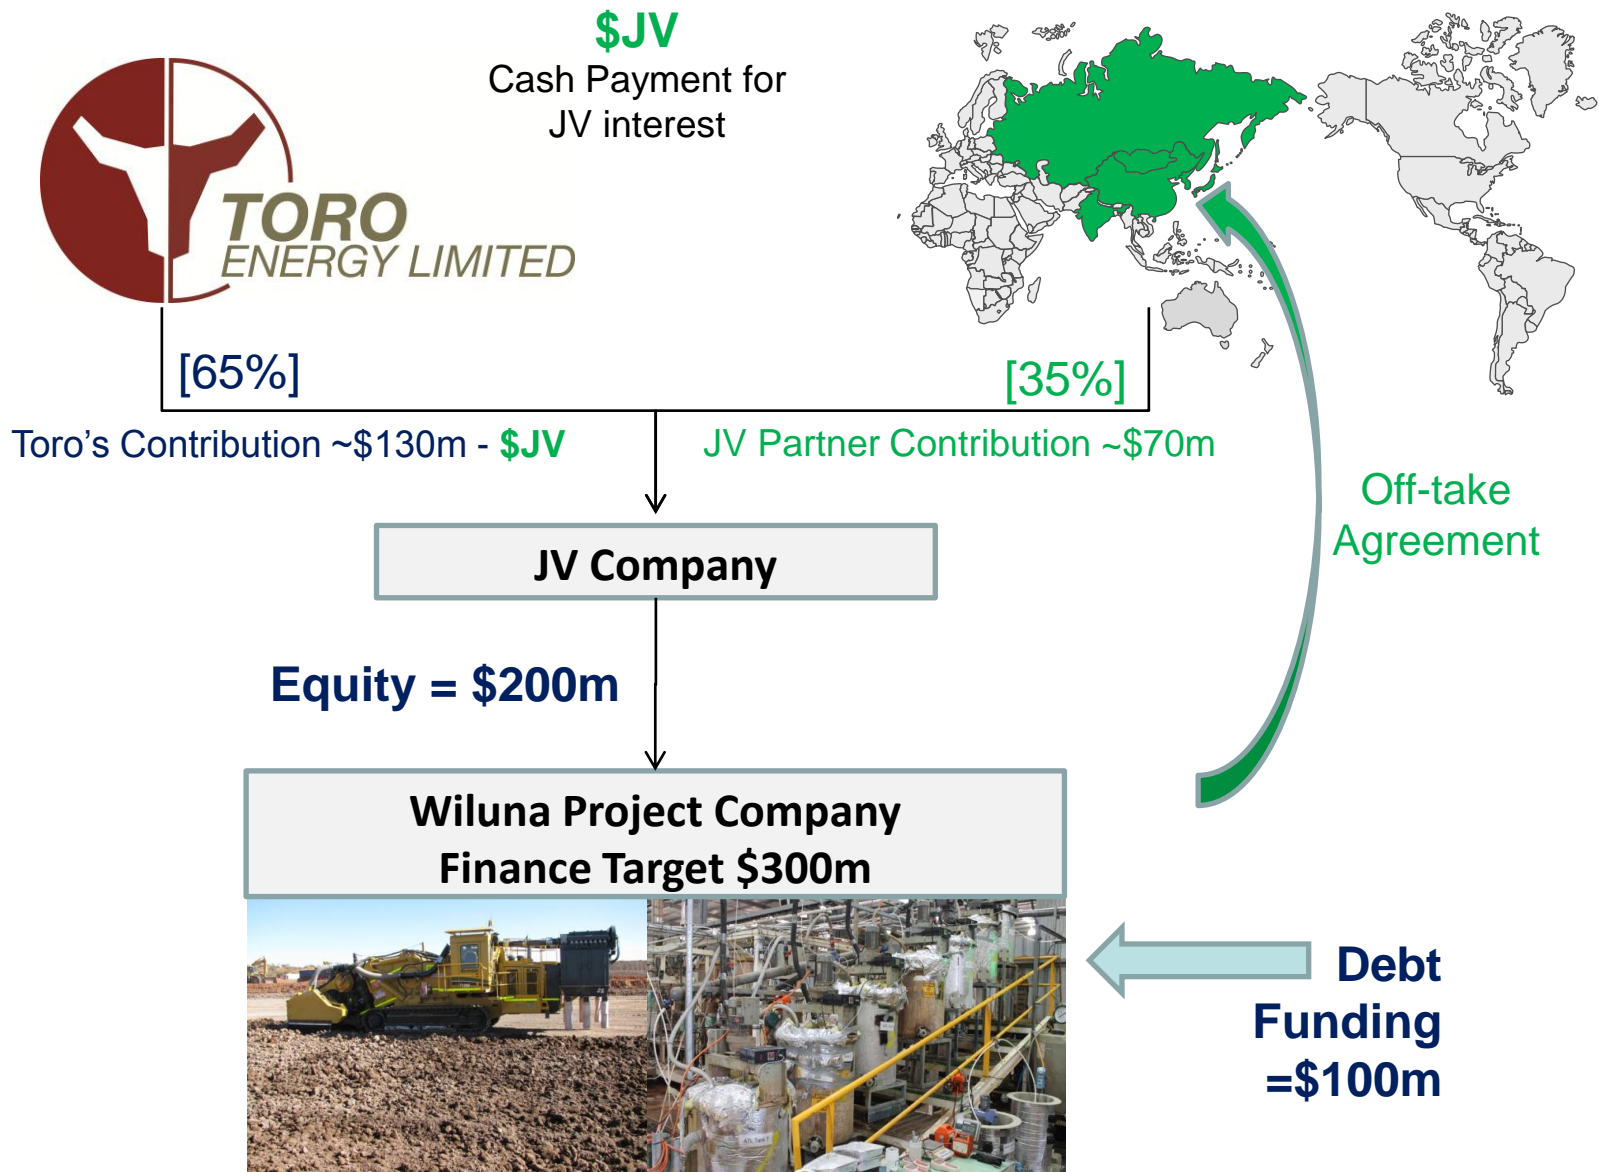 $JV
Cash Payment for
JV interest
TORO
ENERGY LIMITED
[65%]
[35%]
Toro’s Contribution ~$130m - $JV
JV Partner Contribution ~$70m
Off-take
Agreement
JV Company
Equity = $200m
Wiluna Project Company
Finance Target $300m
Debt
Funding
=$100m